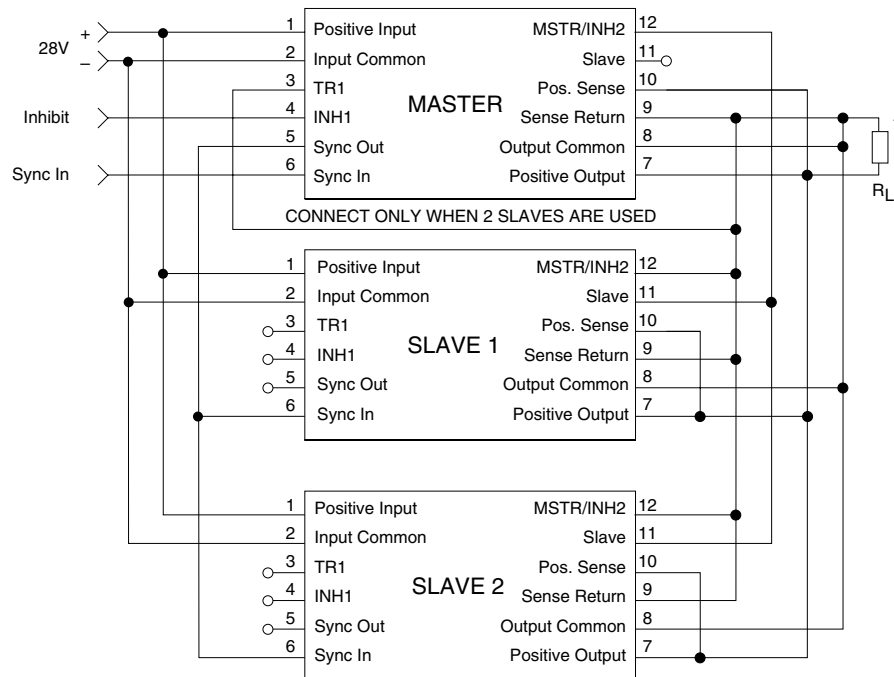 28V
+
–
Inhibit
Sync In
1 Positive Input MSTR/INH2 12
2 Input Common Slave 11
3 TR1 Pos. Sense 10
4 INH1 MASTER Sense Return 9
5 Sync Out Output Common 8
6 Sync In Positive Output 7
RL
CONNECT ONLY WHEN 2 SLAVES ARE USED
1 Positive Input MSTR/INH2 12
2 Input Common Slave 11
3 TR1 Pos. Sense 10
4 INH1 SLAVE 1 Sense Return 9
5 Sync Out Output Common 8
6 Sync In Positive Output 7
1 Positive Input MSTR/INH2 12
2 Input Common Slave 11
3 TR1 Pos. Sense 10
4 INH1 SLAVE 2 Sense Return 9
5 Sync Out Output Common 8
6 Sync In Positive Output 7